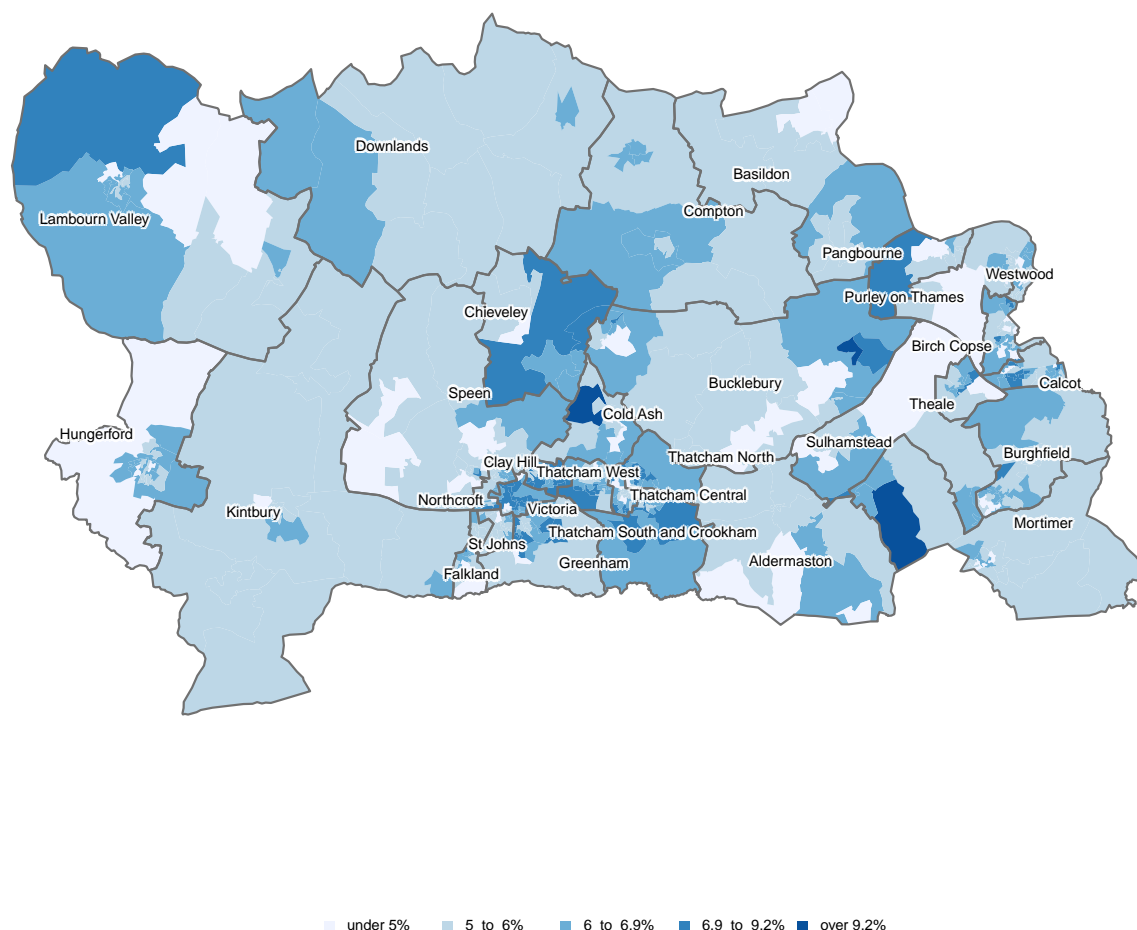 Downlands
Basildon
Compton
Lambourn Valley
Pangbourne
Westwood
Purley on Thames
Chieveley
Birch Copse
Bucklebury
Calcot
Speen
Theale
Cold Ash
Hungerford
Sulhamstead
Burghfield
Thatcham North
Clay Hill
Thatcham West
Thatcham Central
Northcroft
Victoria
Kintbury
Mortimer
Thatcham South and Crookham
St Johns
Greenham
Aldermaston
Falkland
under 5%
5 to 6%
6 to 6.9%
6.9 to 9.2%
over 9.2%